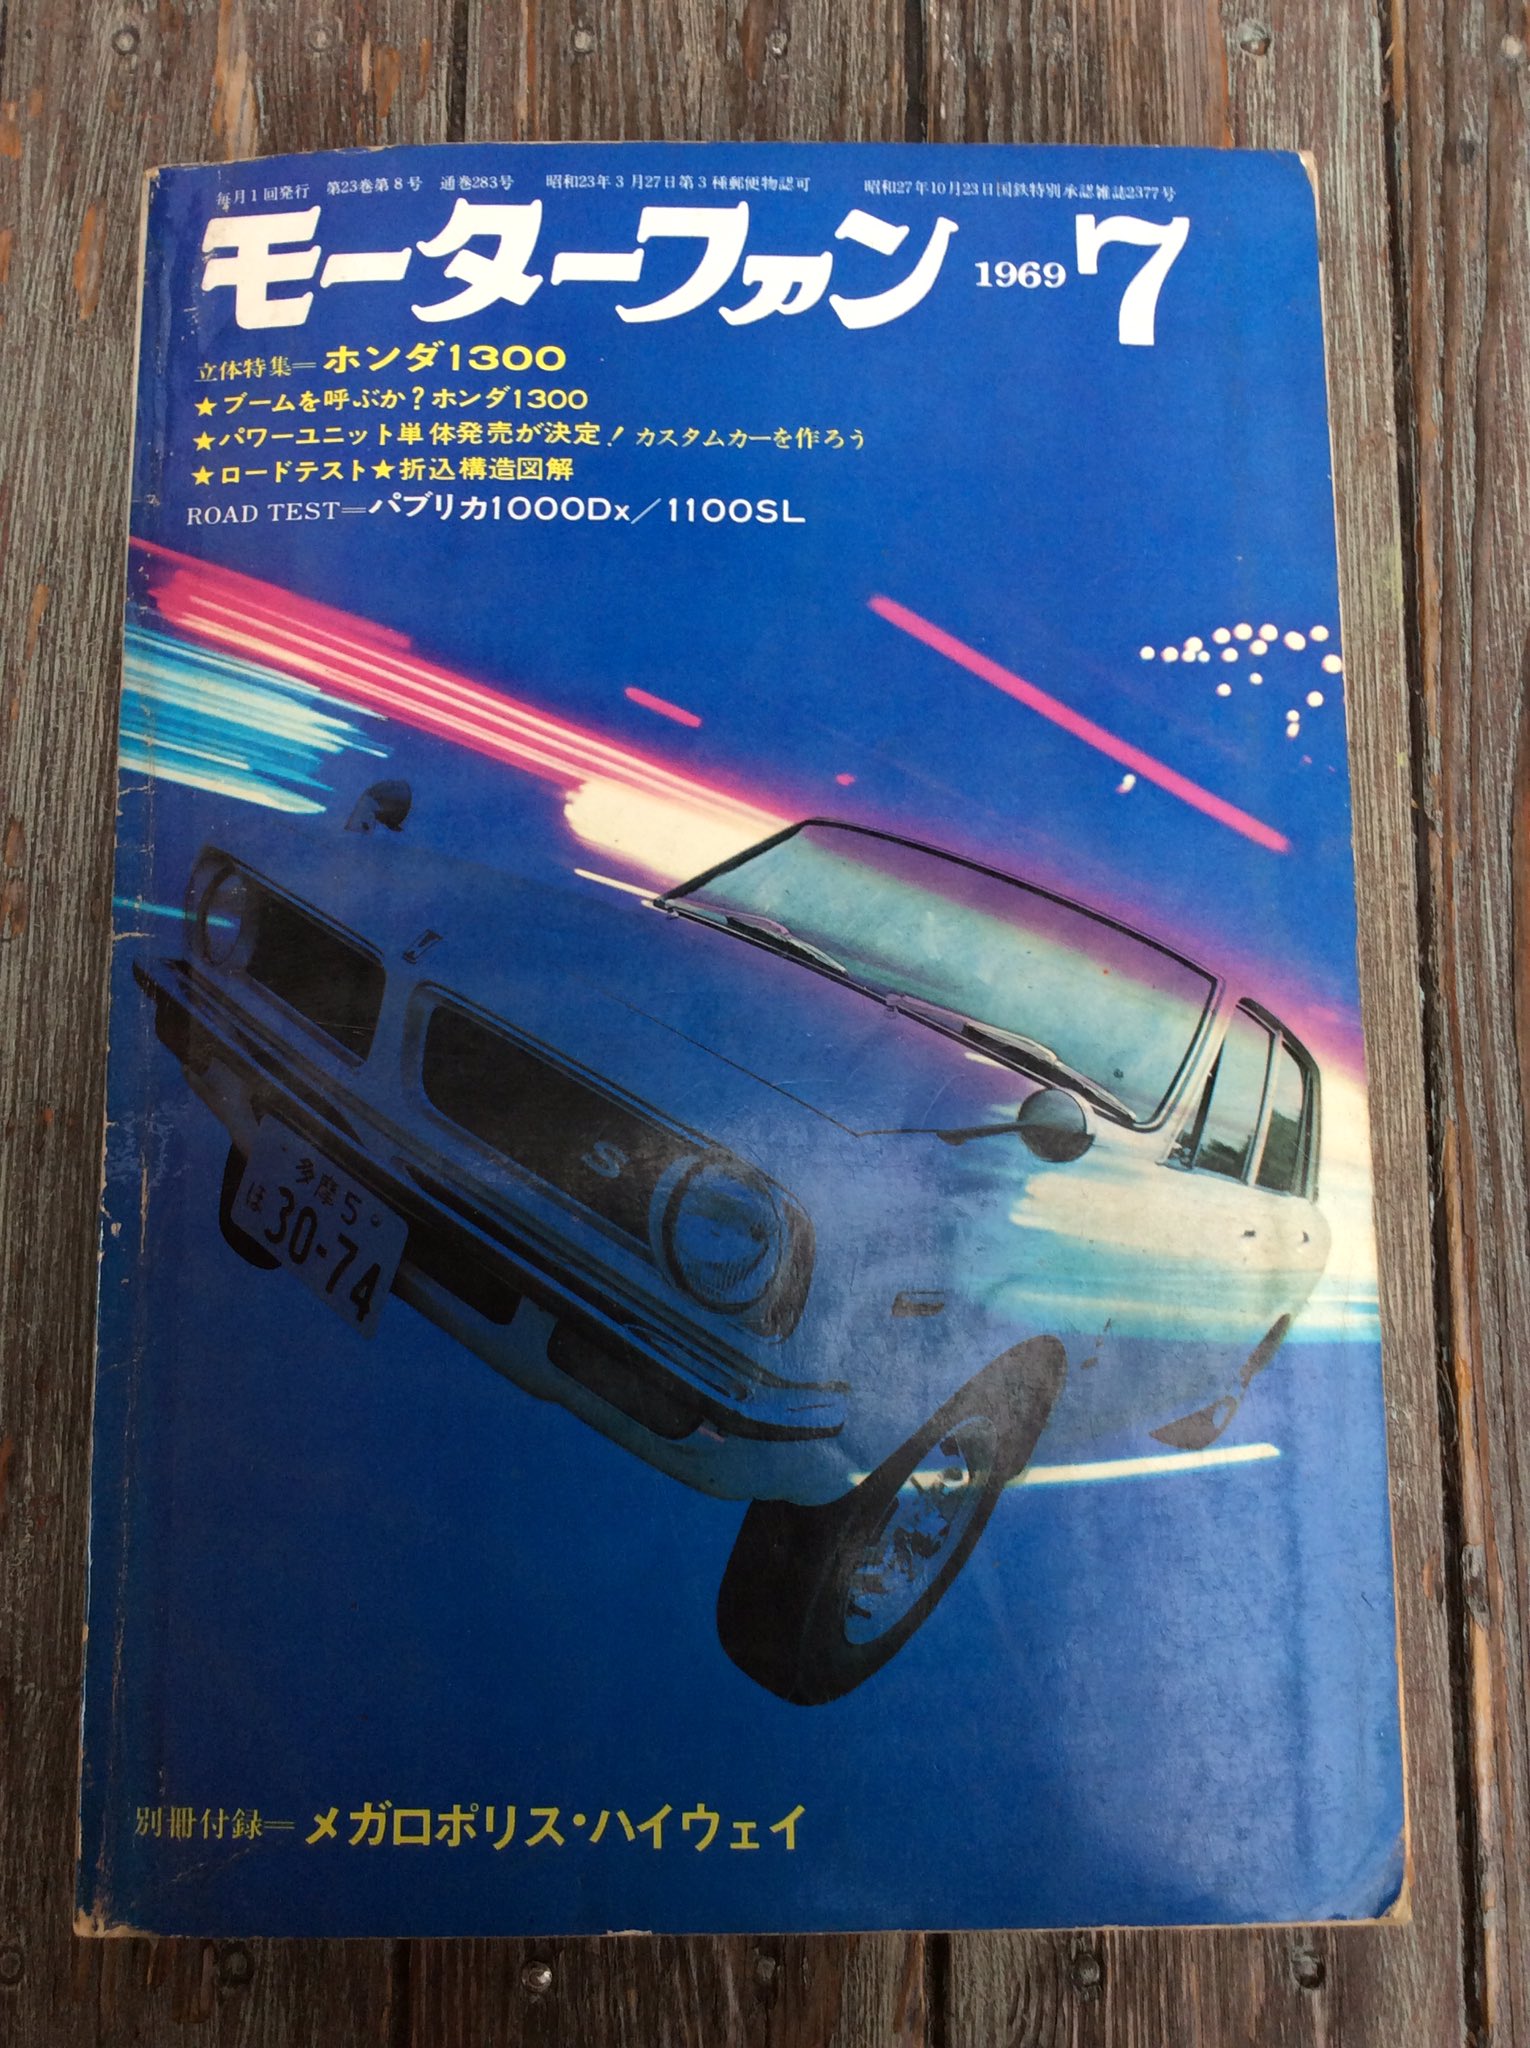 毎月1回発行 第23巻第8号 通巻283号 昭和23年3月27日第3種郵便物認可 昭和27年10月23日国鉄特別承認雑誌2377号
モーターファン 1969 7
立体特集＝ホンダ1300
★ブームを呼ぶか？ホンダ1300
★パワーユニット単体発売が決定！カスタムカーを作ろう
★ロードテスト★折込構造図解
ROAD TEST＝パブリカ1000Dx／1100SL
S
多摩5
ほ30-74
別冊付録＝メガロポリス・ハイウェイ